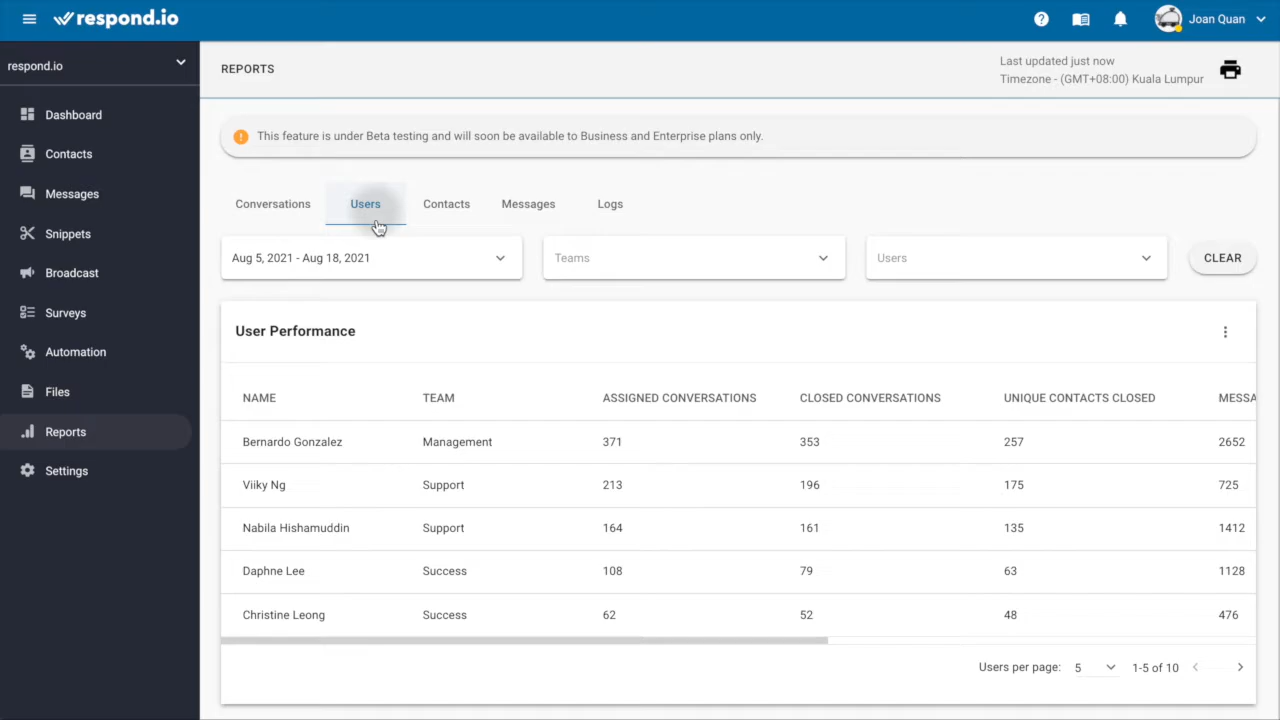 respond.io
Joan Quan
respond.io
Dashboard
Contacts
Messages
Snippets
Broadcast
Surveys
Automation
Files
Reports
Settings
REPORTS
Last updated just now
Timezone - (GMT+08:00) Kuala Lumpur
This feature is under Beta testing and will soon be available to Business and Enterprise plans only.
Conversations Users Contacts Messages Logs
Aug 5, 2021 - Aug 18, 2021 Teams Users CLEAR
User Performance
NAME TEAM ASSIGNED CONVERSATIONS CLOSED CONVERSATIONS UNIQUE CONTACTS CLOSED MESSA
Bernardo Gonzalez Management 371 353 257 2652
Viiky Ng Support 213 196 175 725
Nabila Hishamuddin Support 164 161 135 1412
Daphne Lee Success 108 79 63 1128
Christine Leong Success 62 52 48 476
Users per page: 5 1-5 of 10